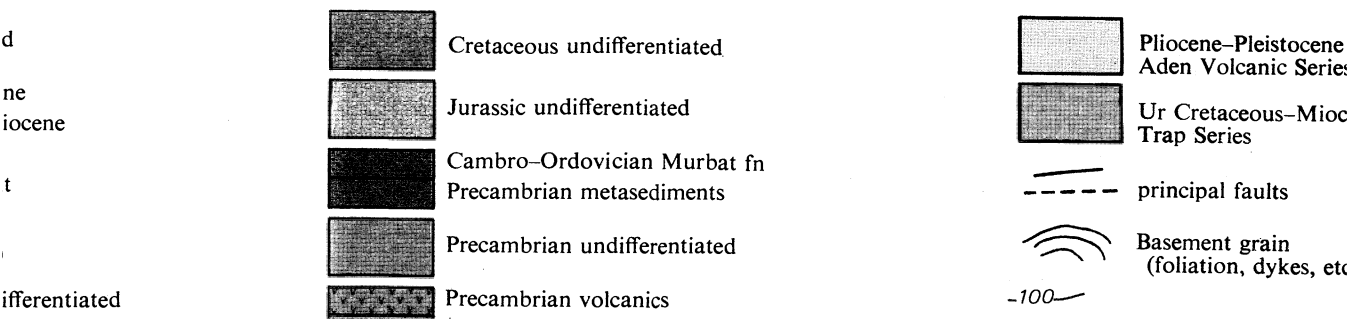 d
ne
iocene
t
ifferentiated
Cretaceous undifferentiated
Jurassic undifferentiated
Cambro–Ordovician Murbat fn
Precambrian metasediments
Precambrian undifferentiated
Precambrian volcanics
Pliocene–Pleistocene
Aden Volcanic Series
Ur Cretaceous–Mioc
Trap Series
principal faults
Basement grain
(foliation, dykes, etc
-100